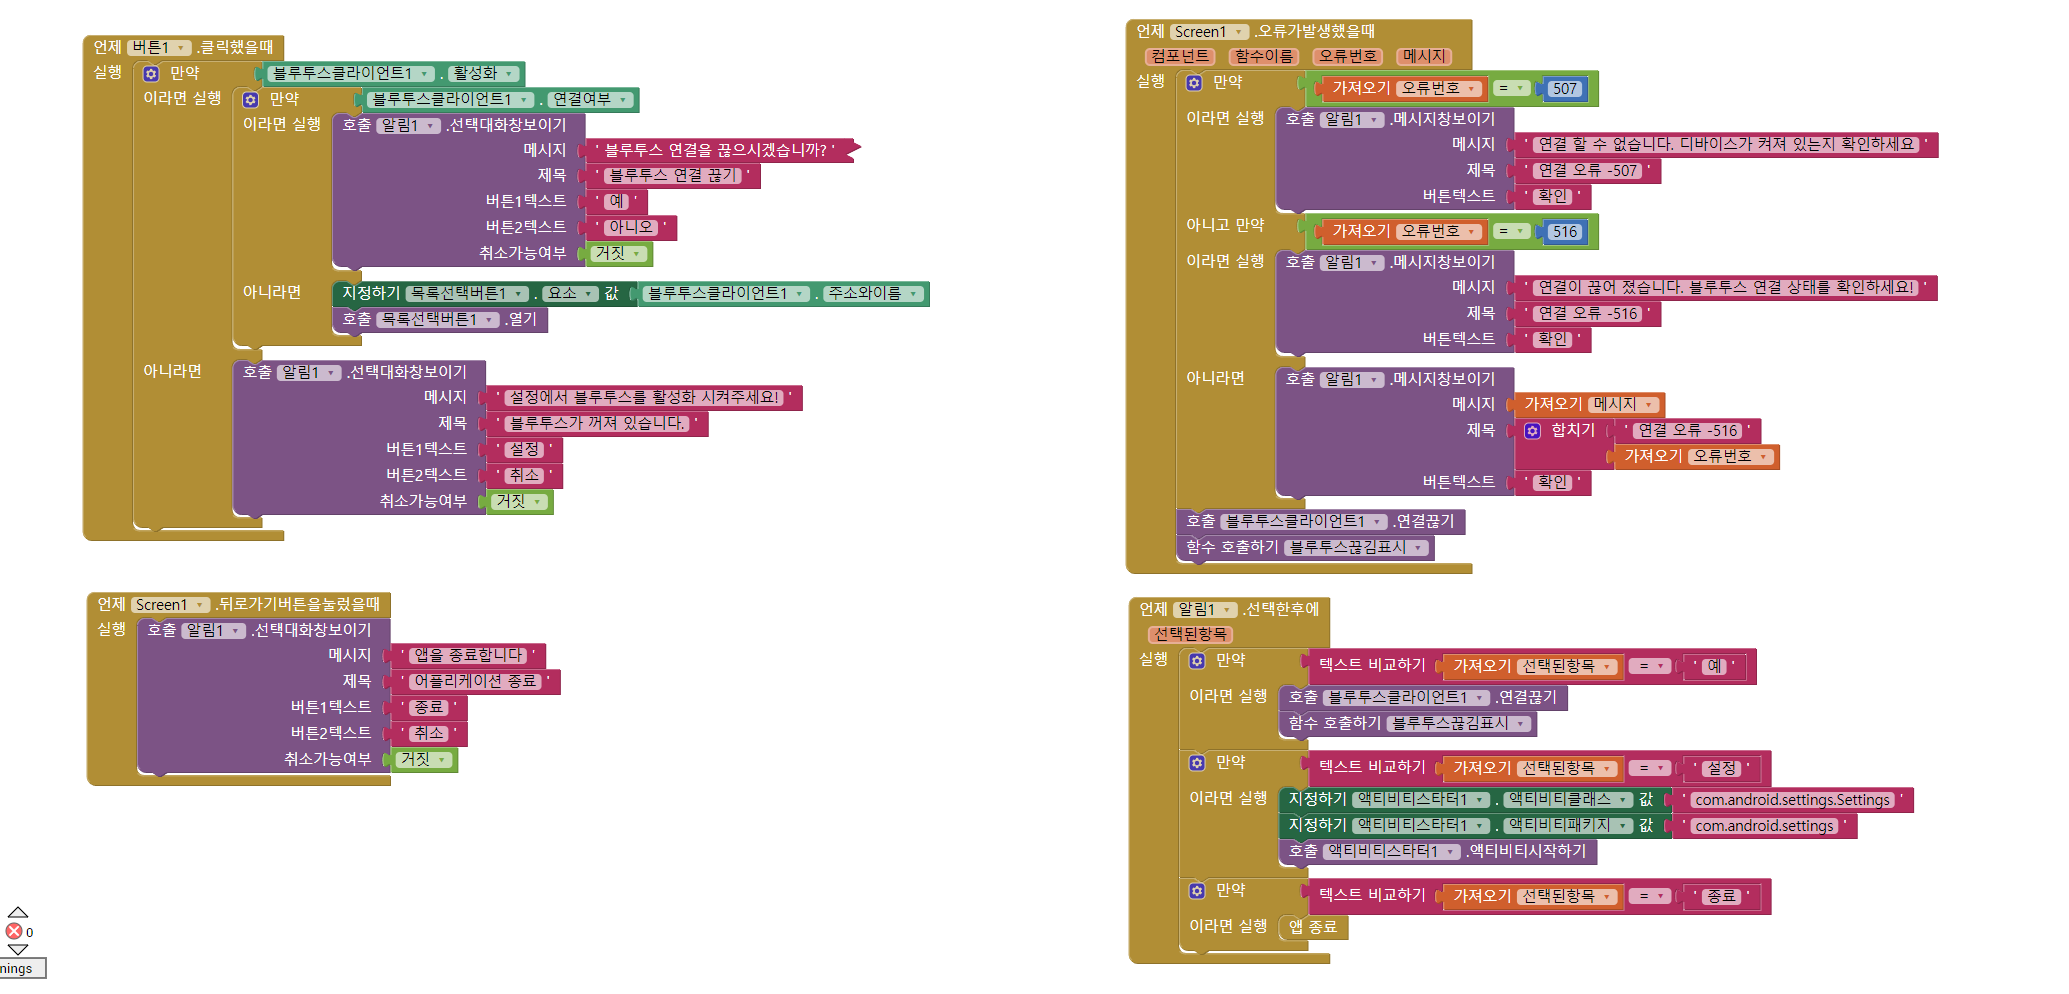 언제 버튼1 .클릭했을때
실행 만약 블루투스클라이언트1 . 활성화
이라면 실행 만약 블루투스클라이언트1 . 연결여부
이라면 실행 호출 알림1 .선택대화창보이기
메시지 ' 블루투스 연결을 끊으시겠습니까? '
제목 ' 블루투스 연결 끊기 '
버튼1텍스트 ' 예 '
버튼2텍스트 ' 아니오 '
취소가능여부 거짓
아니라면 지정하기 목록선택버튼1 . 요소 값 블루투스클라이언트1 . 주소와이름
호출 목록선택버튼1 .열기
아니라면 호출 알림1 .선택대화창보이기
메시지 ' 설정에서 블루투스를 활성화 시켜주세요! '
제목 ' 블루투스가 꺼져 있습니다. '
버튼1텍스트 ' 설정 '
버튼2텍스트 ' 취소 '
취소가능여부 거짓
언제 Screen1 .뒤로가기버튼을눌렀을때
실행 호출 알림1 .선택대화창보이기
메시지 ' 앱을 종료합니다 '
제목 ' 어플리케이션 종료 '
버튼1텍스트 ' 종료 '
버튼2텍스트 ' 취소 '
취소가능여부 거짓
0
nings
언제 Screen1 .오류가발생했을때
컴포넌트 함수이름 오류번호 메시지
실행 만약 가져오기 오류번호 = 507
이라면 실행 호출 알림1 .메시지창보이기
메시지 ' 연결 할 수 없습니다. 디바이스가 켜져 있는지 확인하세요 '
제목 ' 연결 오류 -507 '
버튼텍스트 ' 확인 '
아니고 만약 가져오기 오류번호 = 516
이라면 실행 호출 알림1 .메시지창보이기
메시지 ' 연결이 끊어 졌습니다. 블루투스 연결 상태를 확인하세요! '
제목 ' 연결 오류 -516 '
버튼텍스트 ' 확인 '
아니라면 호출 알림1 .메시지창보이기
메시지 가져오기 메시지
제목 합치기 ' 연결 오류 -516 '
가져오기 오류번호
버튼텍스트 ' 확인 '
호출 블루투스클라이언트1 .연결끊기
함수 호출하기 블루투스끊김표시
언제 알림1 .선택한후에
선택된항목
실행 만약 텍스트 비교하기 가져오기 선택된항목 = ' 예 '
이라면 실행 호출 블루투스클라이언트1 .연결끊기
함수 호출하기 블루투스끊김표시
만약 텍스트 비교하기 가져오기 선택된항목 = ' 설정 '
이라면 실행 지정하기 액티비티스타터1 . 액티비티클래스 값 ' com.android.settings.Settings '
지정하기 액티비티스타터1 . 액티비티패키지 값 ' com.android.settings '
호출 액티비티스타터1 .액티비티시작하기
만약 텍스트 비교하기 가져오기 선택된항목 = ' 종료 '
이라면 실행 앱 종료